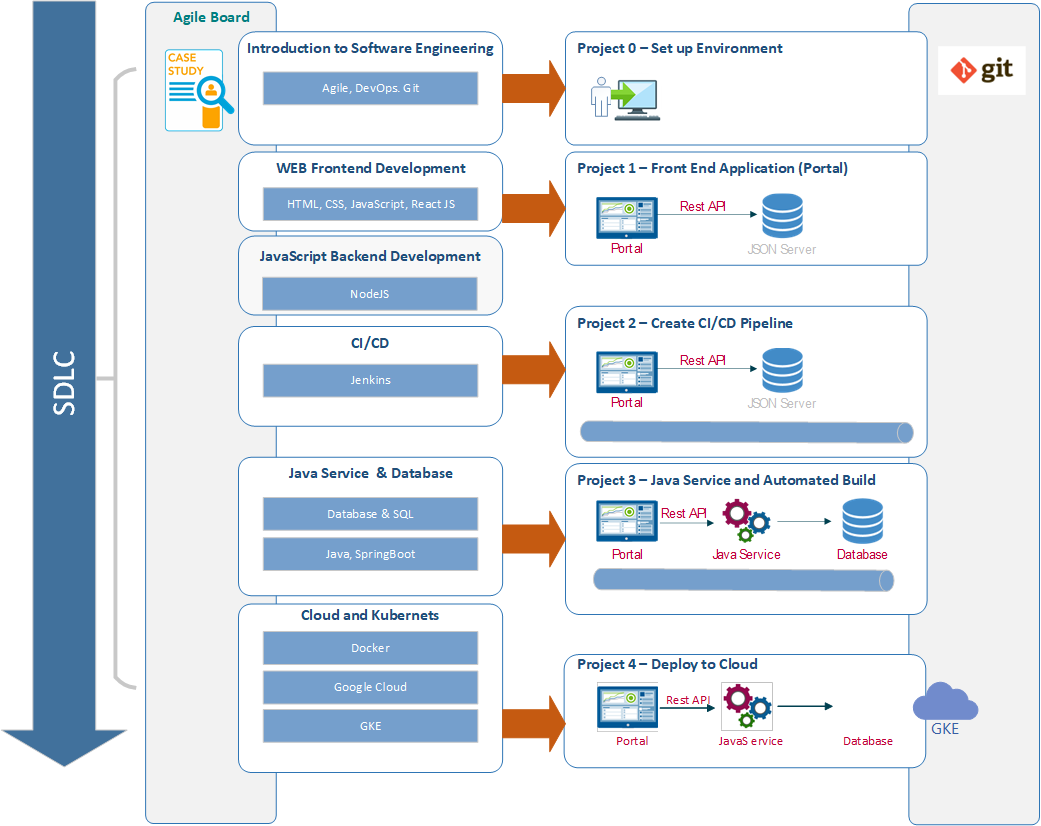 Agile Board
CASE
STUDY
SDLC
Introduction to Software Engineering
Agile, DevOps. Git
Project 0 – Set up Environment
git
WEB Frontend Development
HTML, CSS, JavaScript, React JS
Project 1 – Front End Application (Portal)
Rest API
Portal
JSON Server
JavaScript Backend Development
NodeJS
CI/CD
Jenkins
Project 2 – Create CI/CD Pipeline
Rest API
Portal
JSON Server
Java Service & Database
Database & SQL
Java, SpringBoot
Project 3 – Java Service and Automated Build
Rest API
Portal
Java Service
Database
Cloud and Kubernets
Docker
Google Cloud
GKE
Project 4 – Deploy to Cloud
Rest API
Portal
JavaS ervice
Database
GKE